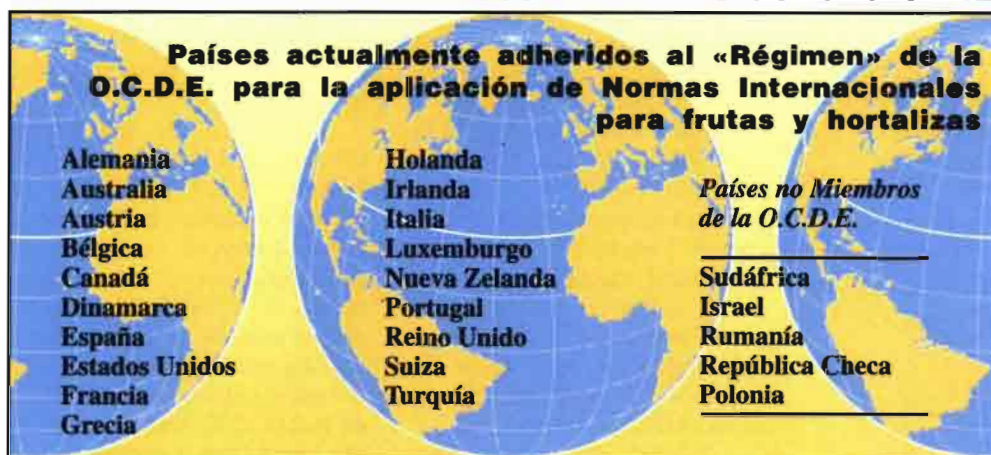 Países actualmente adheridos al «Régimen» de la
O.C.D.E. para la aplicación de Normas Internacionales
para frutas y hortalizas
Alemania
Australia
Austria
Bélgica
Canadá
Dinamarca
España
Estados Unidos
Francia
Grecia
Holanda
Irlanda
Italia
Luxemburgo
Nueva Zelanda
Portugal
Reino Unido
Suiza
Turquía
Países no Miembros
de la O.C.D.E.
Sudáfrica
Israel
Rumanía
República Checa
Polonia